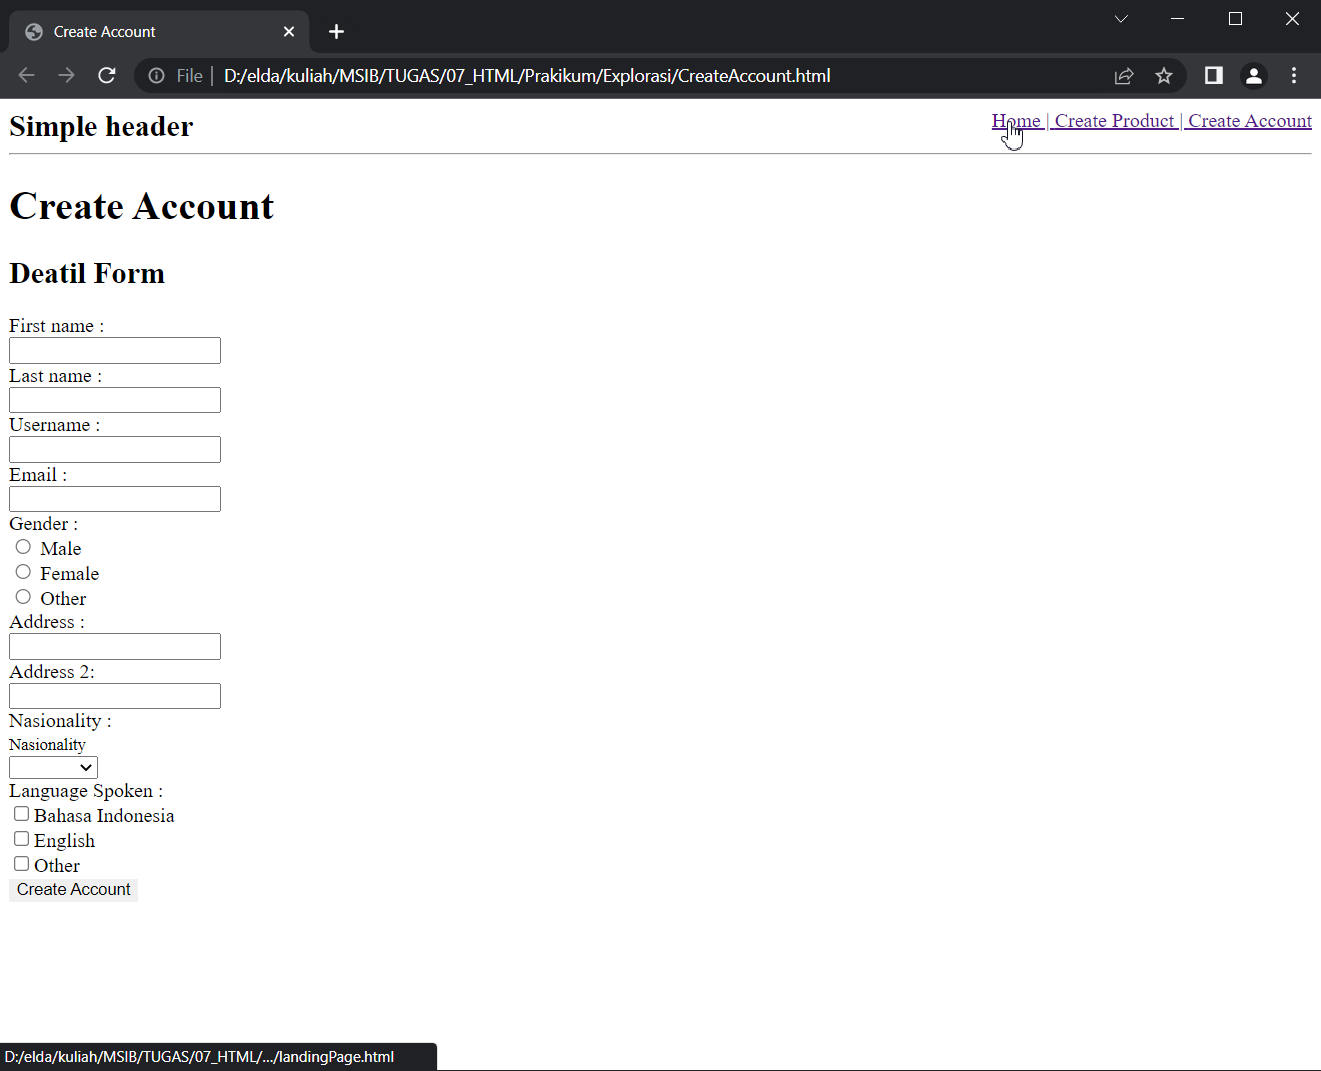 Create Account
File | D:/elda/kuliah/MSIB/TUGAS/07_HTML/Prakikum/Explorasi/CreateAccount.html
Simple header
Home | Create Product | Create Account
Create Account
Deatil Form
First name :
Last name :
Username :
Email :
Gender :
Male
Female
Other
Address :
Address 2:
Nasionality :
Nasionality
Language Spoken :
Bahasa Indonesia
English
Other
Create Account
D:/elda/kuliah/MSIB/TUGAS/07_HTML/.../landingPage.html